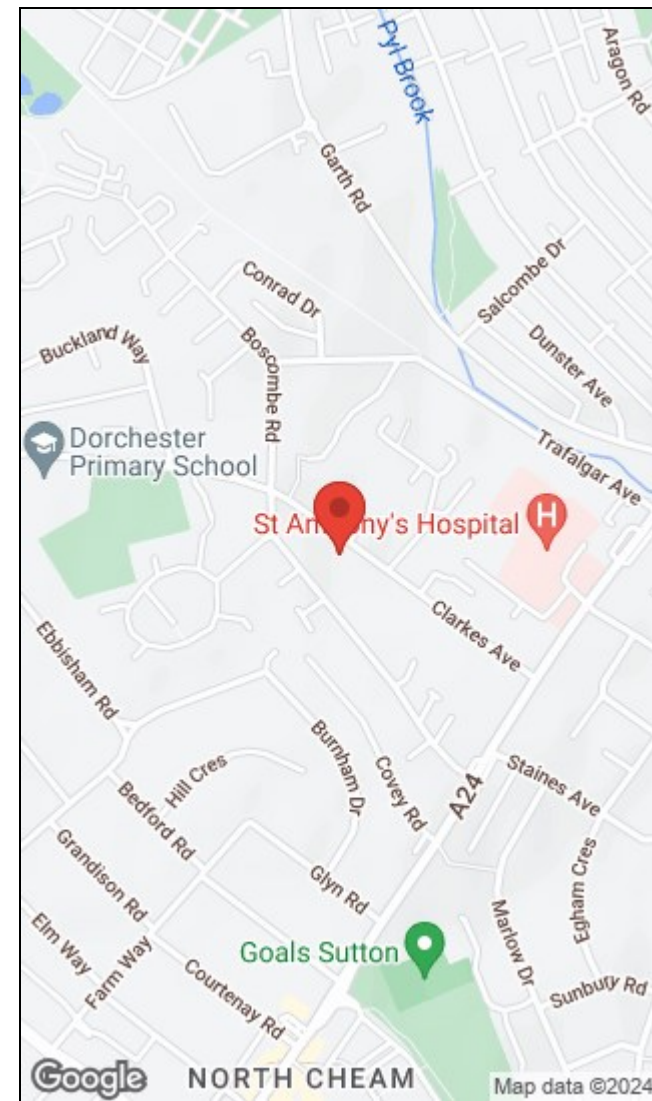 Pyl Brook
Aragon Rd
Garth Rd
Salcombe Dr
Conrad Dr
Buckland Way
Boscombe Rd
Dunster Ave
Dorchester
Primary School
Trafalgar Ave
St Anthony's Hospital
H
Clarkes Ave
Ebbisham Rd
Burnham Dr
Covey Rd
A24
Staines Ave
Hill Cres
Bedford Rd
Egham Cres
Grandison Rd
Glyn Rd
Marlow Dr
Elm Way
Farm Way
Goals Sutton
Courtenay Rd
Sunbury Rd
Google
NORTH CHEAM
Map data ©2024